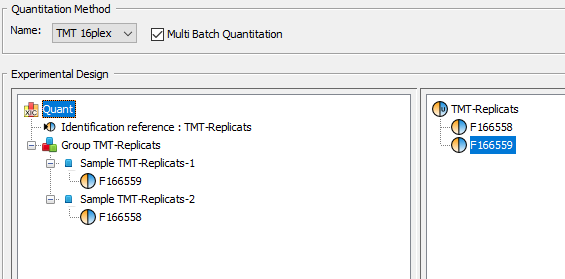 Quantitation Method
Name: TMT 16plex Multi Batch Quantitation
Experimental Design
XIC Quant
Identification reference : TMT-Replicats
Group TMT-Replicats
Sample TMT-Replicats-1
F166559
Sample TMT-Replicats-2
F166558
U TMT-Replicats
F166558
F166559